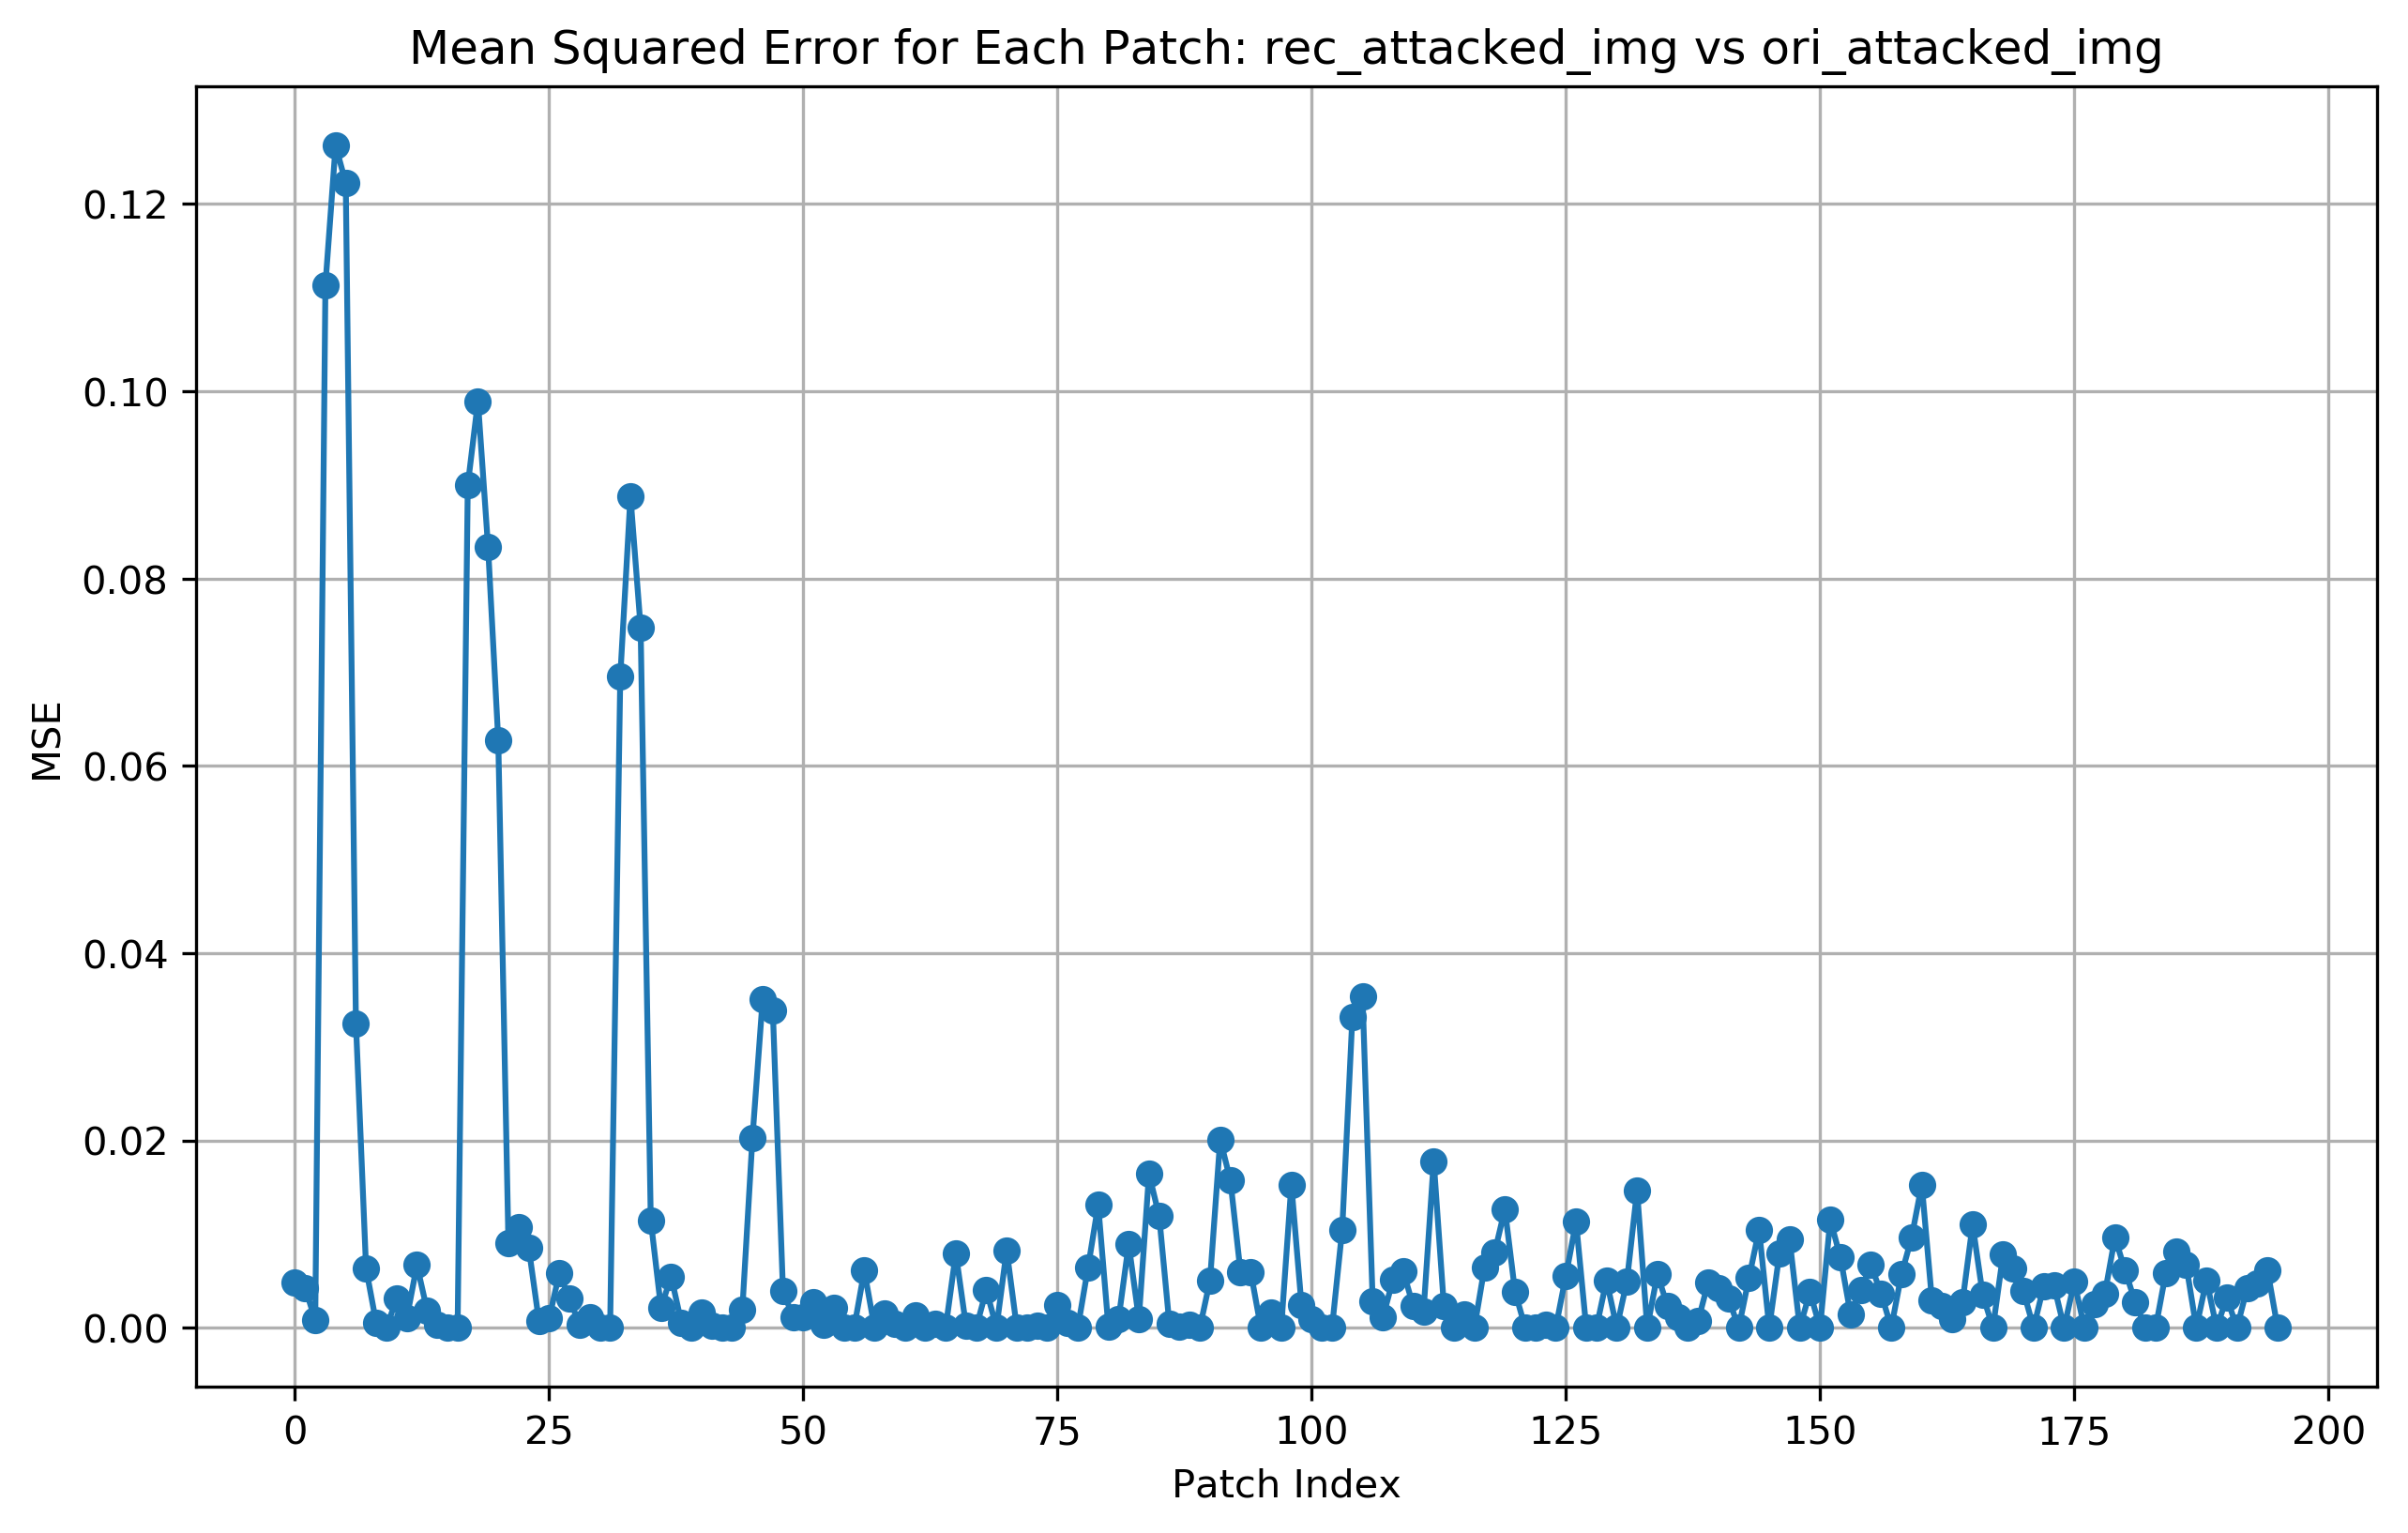 Mean Squared Error for Each Patch: rec_attacked_img vs ori_attacked_img
MSE
0.12
0.10
0.08
0.06
0.04
0.02
0.00
0 25 50 75 100 125 150 175 200
Patch Index